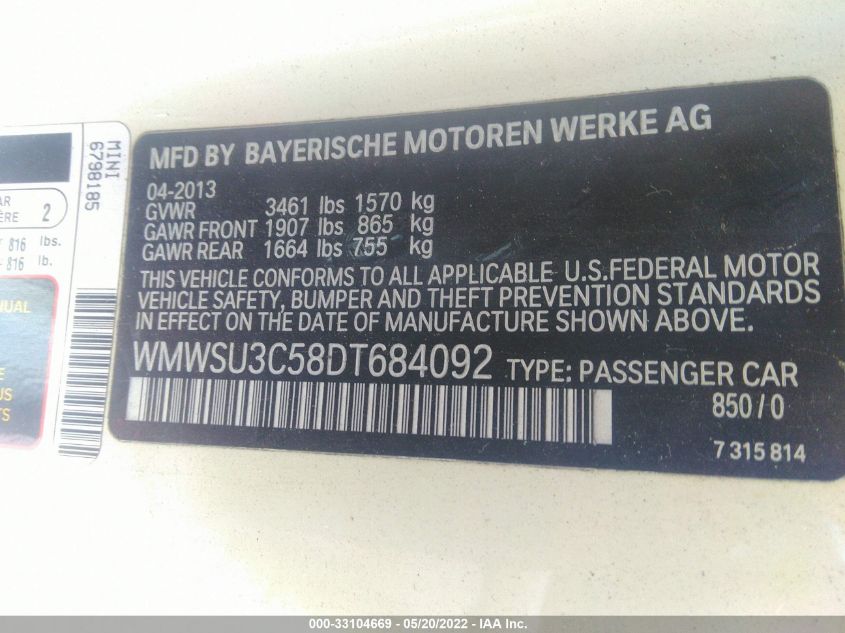 MFD BY BAYERISCHE MOTOREN WERKE AG
04-2013
GVWR 3461 lbs 1570 kg
GAWR FRONT 1907 lbs 865 kg
GAWR REAR 1664 lbs 755 kg
THIS VEHICLE CONFORMS TO ALL APPLICABLE U.S.FEDERAL MOTOR
VEHICLE SAFETY, BUMPER AND THEFT PREVENTION STANDARDS
IN EFFECT ON THE DATE OF MANUFACTURE SHOWN ABOVE.
WMWSU3C58DT684092 TYPE: PASSENGER CAR
850/0
7 315 814
MINI
6798185
2
816 lbs.
816 lb.
000-33104669 - 05/20/2022 - IAA Inc.